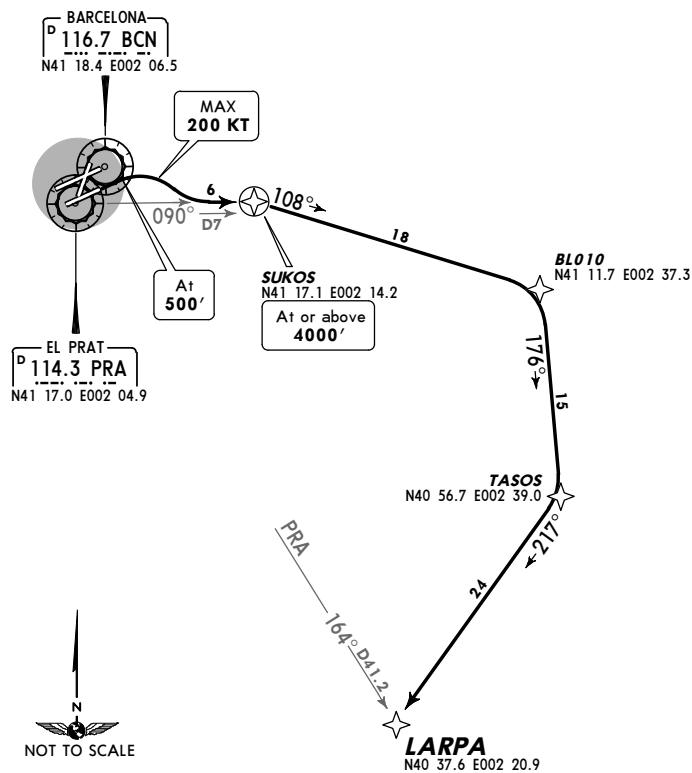 BARCELONA
D 116.7 BCN
N41 18.4 E002 06.5
MAX
200 KT
6
090°
D7
108°
18
At
500'
SUKOS
N41 17.1 E002 14.2
At or above
4000'
BL010
N41 11.7 E002 37.3
EL PRAT
D 114.3 PRA
N41 17.0 E002 04.9
176°
15
TASOS
N40 56.7 E002 39.0
217°
24
PRA
164° D41.2
N
NOT TO SCALE
LARPA
N40 37.6 E002 20.9